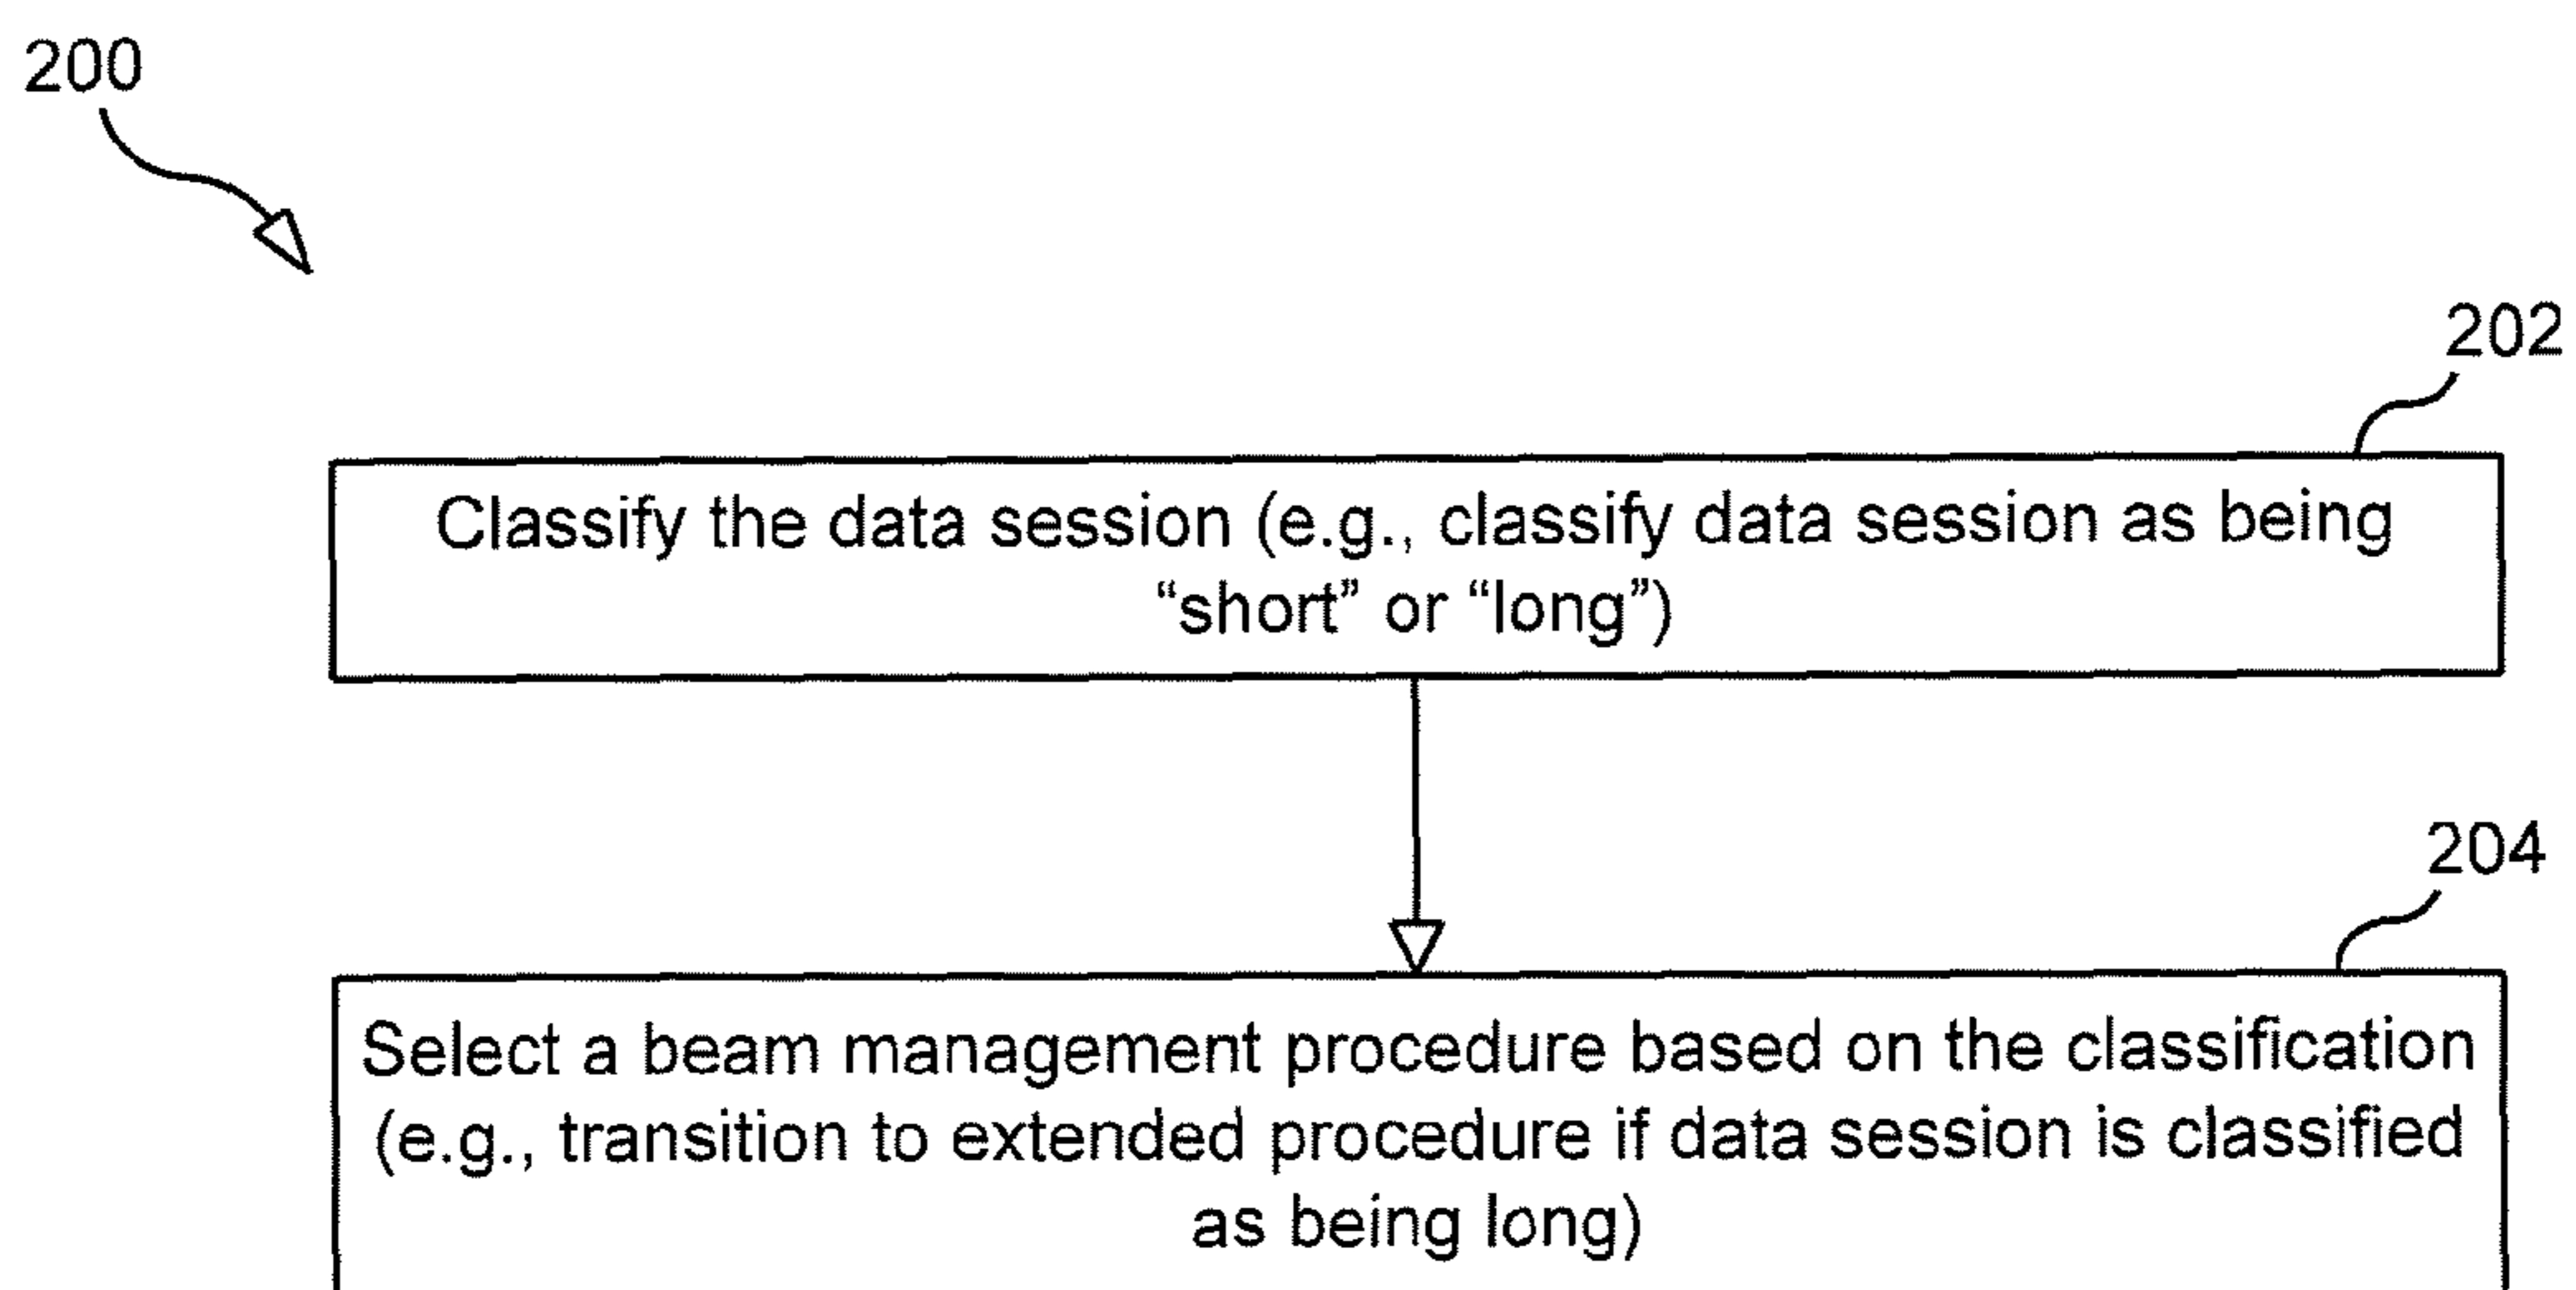 200
202
Classify the data session (e.g., classify data session as being
“short” or “long”)
204
Select a beam management procedure based on the classification
(e.g., transition to extended procedure if data session is classified
as being long)